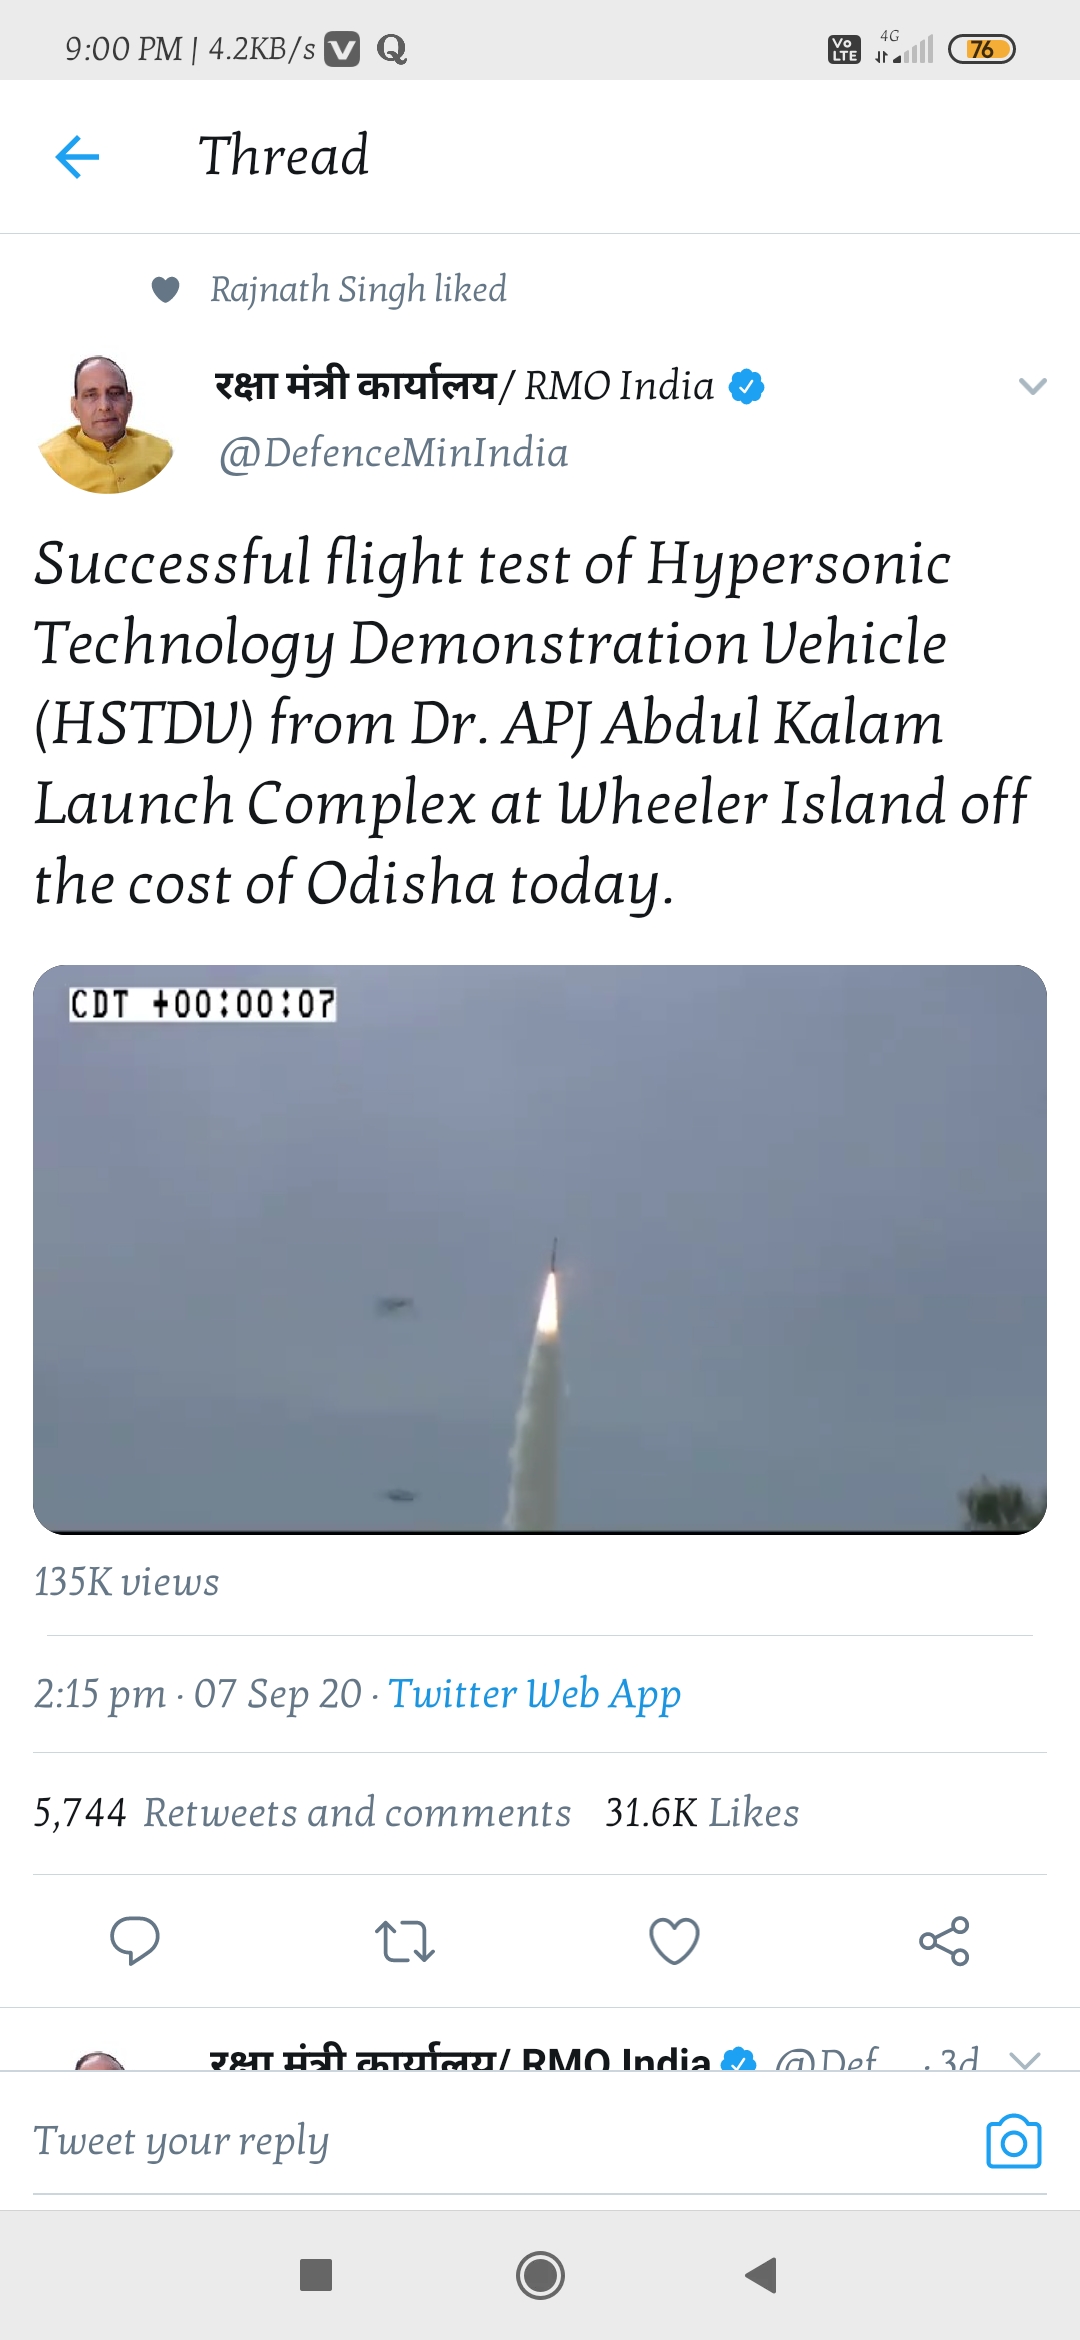 9:00 PM | 4.2KB/s V Q Vo LTE 4G 76
Thread
Rajnath Singh liked
रक्षा मंत्री कार्यालय/ RMO India
@DefenceMinIndia
Successful flight test of Hypersonic
Technology Demonstration Vehicle
(HSTDV) from Dr. APJ Abdul Kalam
Launch Complex at Wheeler Island off
the cost of Odisha today.
CDT +00:00:07
135K views
2:15 pm · 07 Sep 20 · Twitter Web App
5,744 Retweets and comments 31.6K Likes
रक्षा मंत्री कार्यालय/ RMO India @Def... · 3d
Tweet your reply